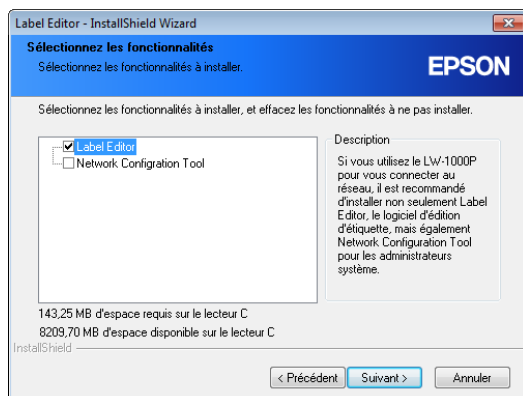 Label Editor - InstallShield Wizard
Sélectionnez les fonctionnalités
Sélectionnez les fonctionnalités à installer.
EPSON
Sélectionnez les fonctionnalités à installer, et effacez les fonctionnalités à ne pas installer.
Label Editor
Network Configration Tool
Description
Si vous utilisez le LW-1000P
pour vous connecter au
réseau, il est recommandé
d'installer non seulement Label
Editor, le logiciel d'édition
d'étiquette, mais également
Network Configuration Tool
pour les administrateurs
système.
143,25 MB d'espace requis sur le lecteur C
8209,70 MB d'espace disponible sur le lecteur C
InstallShield
< Précédent
Suivant >
Annuler